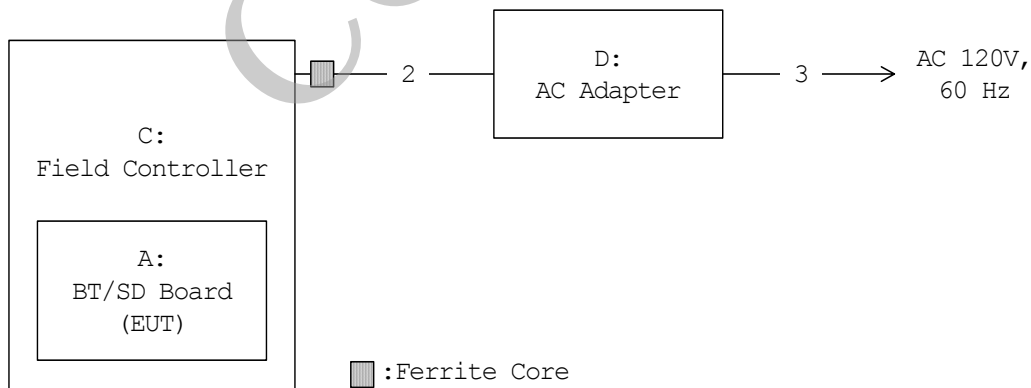 D:
AC Adapter
2
3
AC 120V,
60 Hz
C:
Field Controller
A:
BT/SD Board
(EUT)
:Ferrite Core